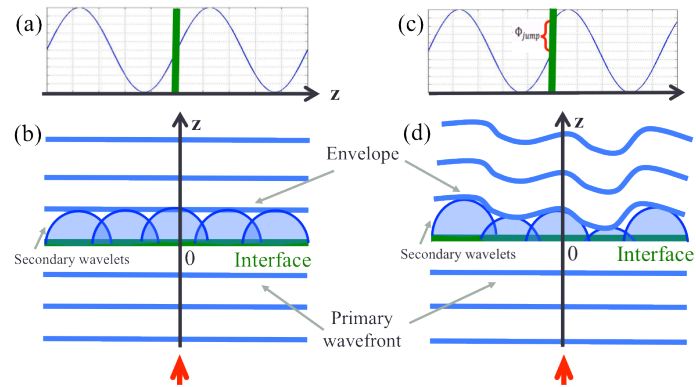 (a)
z
(c)
Φjump
z
(b)
z
Envelope
Secondary wavelets
0
Interface
Primary
wavefront
(d)
z
Secondary wavelets
0
Interface